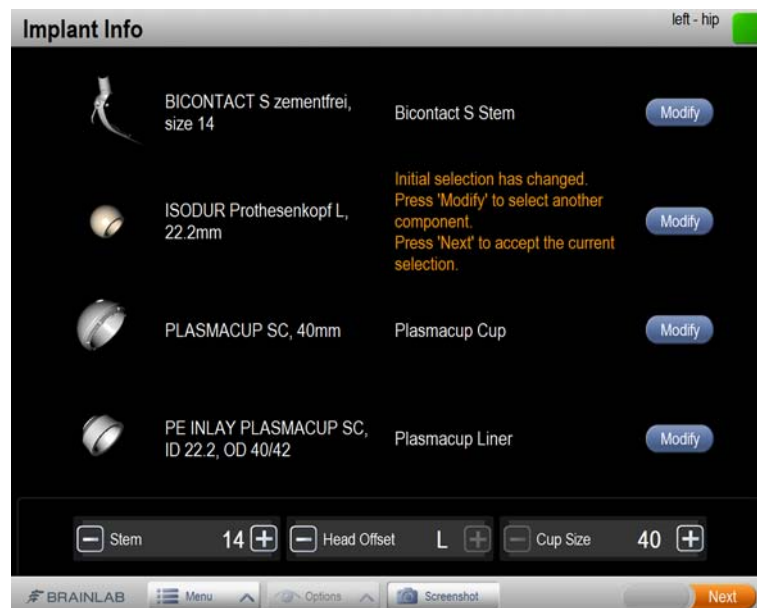 Implant Info
left - hip
BICONTACT S zementfrei,
size 14
Bicontact S Stem
Modify
ISODUR Prothesenkopf L,
22.2mm
Initial selection has changed.
Press 'Modify' to select another
component.
Press 'Next' to accept the current
selection.
Modify
PLASMACUP SC, 40mm
Plasmacup Cup
Modify
PE INLAY PLASMACUP SC,
ID 22.2, OD 40/42
Plasmacup Liner
Modify
Stem 14
Head Offset L
Cup Size 40
BRAINLAB
Menu
Options
Screenshot
Next